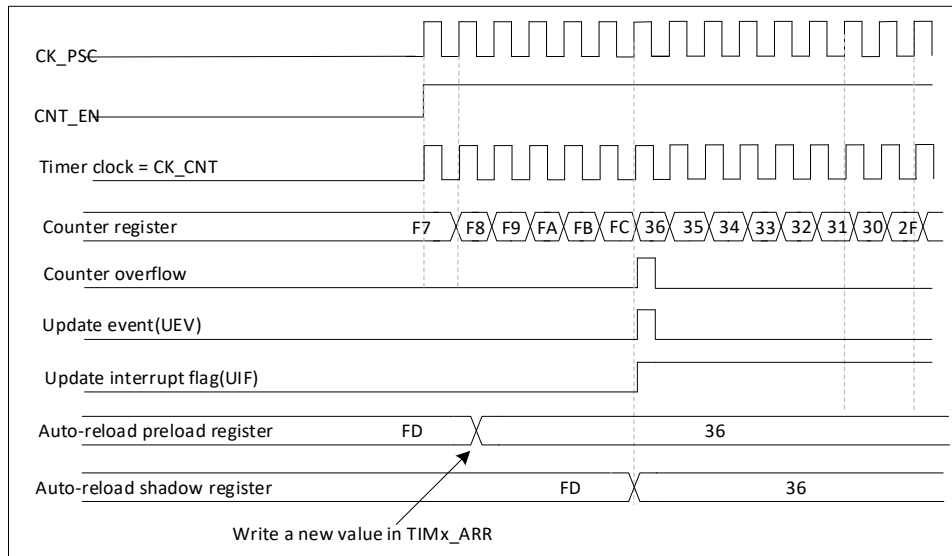 CK_PSC
CNT_EN
Timer clock = CK_CNT
Counter register F7 F8 F9 FA FB FC 36 35 34 33 32 31 30 2F
Counter overflow
Update event(UEV)
Update interrupt flag(UIF)
Auto-reload preload register FD 36
Auto-reload shadow register FD 36
Write a new value in TIMx_ARR